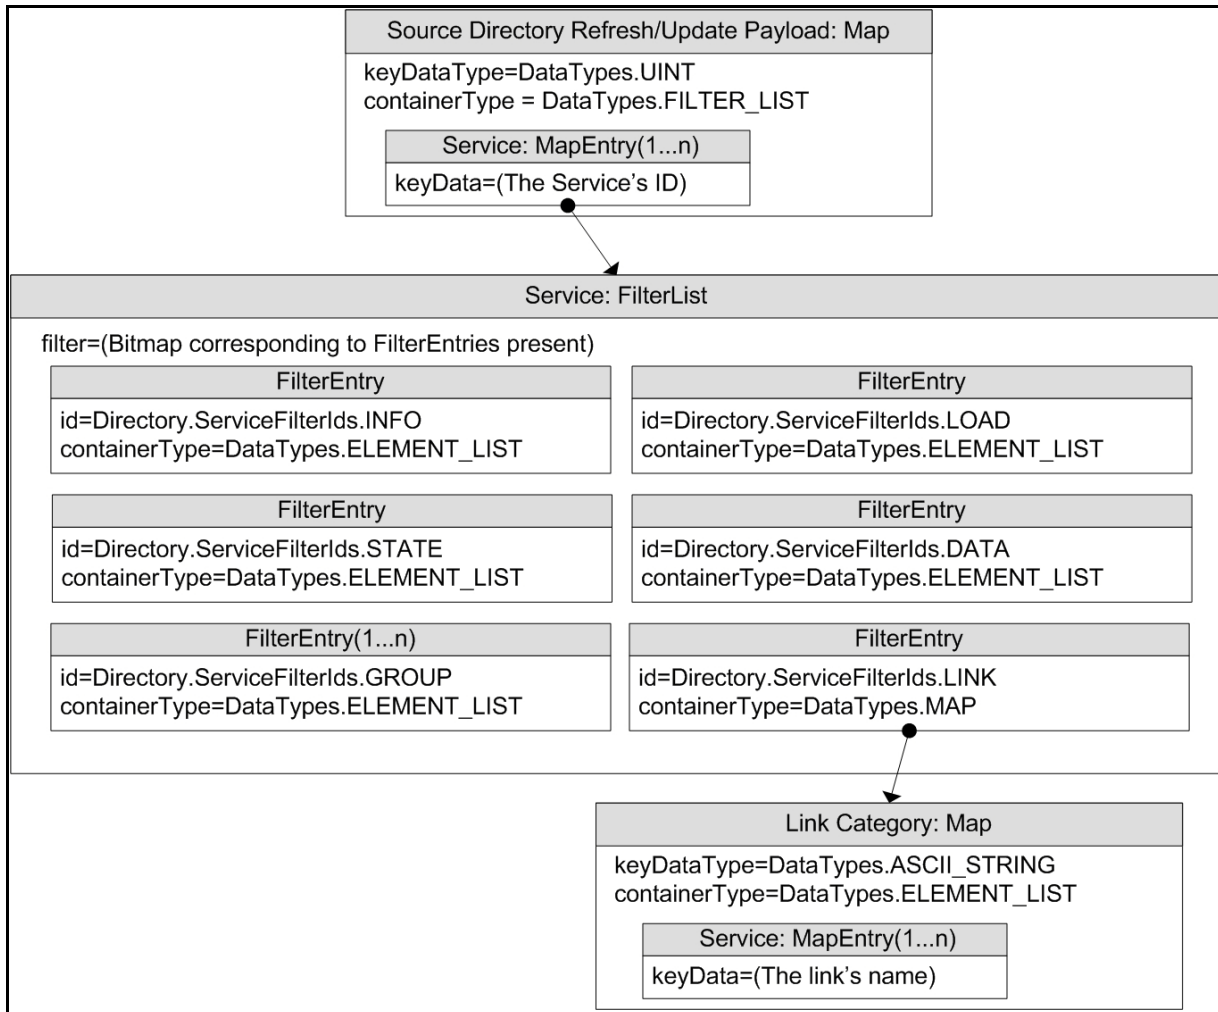 Source Directory Refresh/Update Payload: Map
keyDataType=DataTypes.UINT
containerType = DataTypes.FILTER_LIST
Service: MapEntry(1...n)
keyData=(The Service’s ID)
Service: FilterList
filter=(Bitmap corresponding to FilterEntries present)
FilterEntry
id=Directory.ServiceFilterIds.INFO
containerType=DataTypes.ELEMENT_LIST
FilterEntry
id=Directory.ServiceFilterIds.LOAD
containerType=DataTypes.ELEMENT_LIST
FilterEntry
id=Directory.ServiceFilterIds.STATE
containerType=DataTypes.ELEMENT_LIST
FilterEntry
id=Directory.ServiceFilterIds.DATA
containerType=DataTypes.ELEMENT_LIST
FilterEntry(1...n)
id=Directory.ServiceFilterIds.GROUP
containerType=DataTypes.ELEMENT_LIST
FilterEntry
id=Directory.ServiceFilterIds.LINK
containerType=DataTypes.MAP
Link Category: Map
keyDataType=DataTypes.ASCII_STRING
containerType=DataTypes.ELEMENT_LIST
Service: MapEntry(1...n)
keyData=(The link’s name)